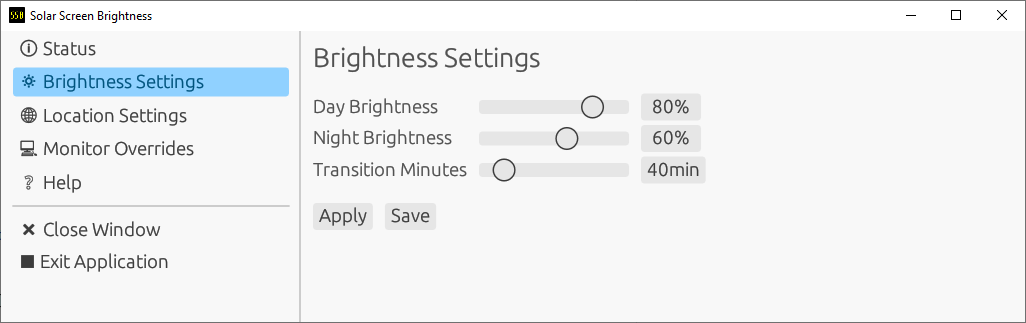 SSB Solar Screen Brightness
Status
Brightness Settings
Location Settings
Monitor Overrides
Help
Close Window
Exit Application
Brightness Settings
Day Brightness 80%
Night Brightness 60%
Transition Minutes 40min
Apply Save